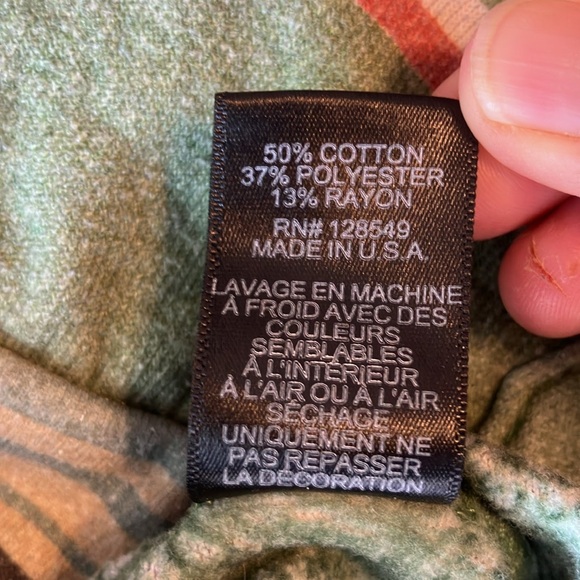 50% COTTON
37% POLYESTER
13% RAYON
RN# 128549
MADE IN U.S.A.
LAVAGE EN MACHINE
À FROID AVEC DES
COULEURS
SEMBLABLES
À L'INTÉRIEUR
À L'AIR OU À L'AIR
SÉCHAGE
UNIQUEMENT NE
PAS REPASSER
LA DÉCORATION